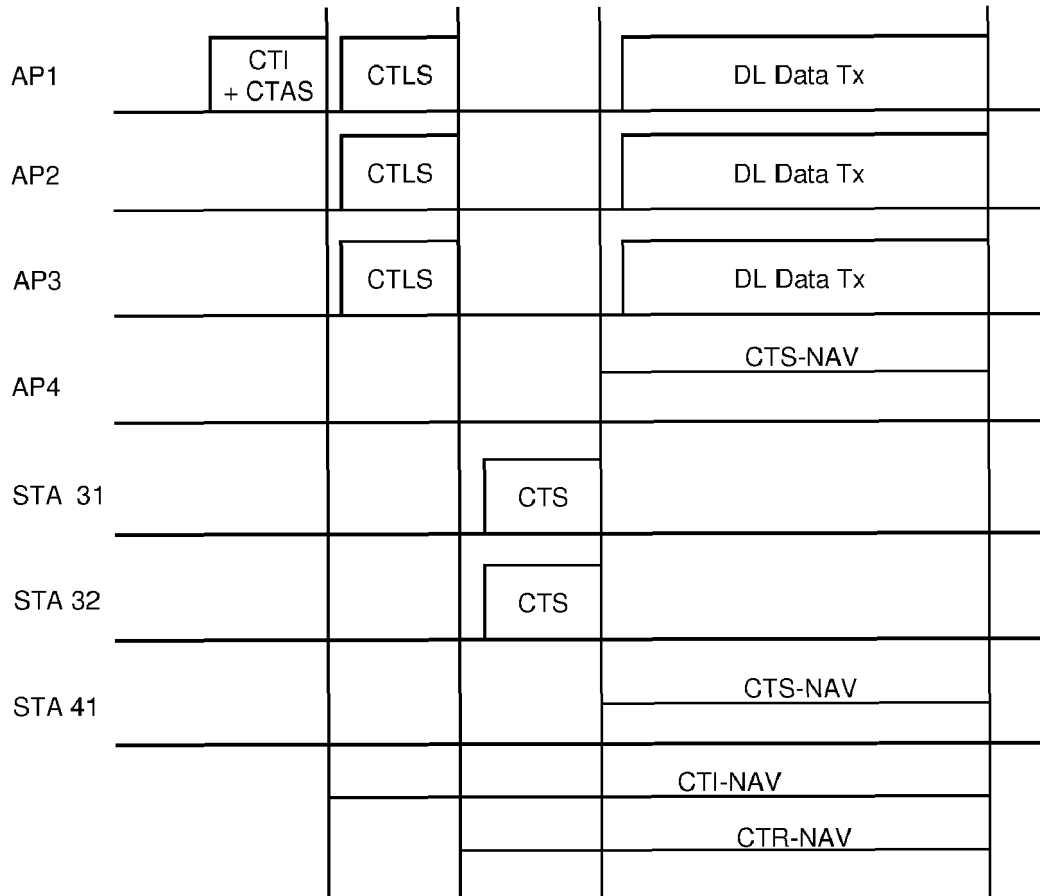 AP1
CTI
+ CTAS
CTLS
DL Data Tx
AP2
CTLS
DL Data Tx
AP3
CTLS
DL Data Tx
AP4
CTS-NAV
STA 31
CTS
STA 32
CTS
STA 41
CTS-NAV
CTI-NAV
CTR-NAV